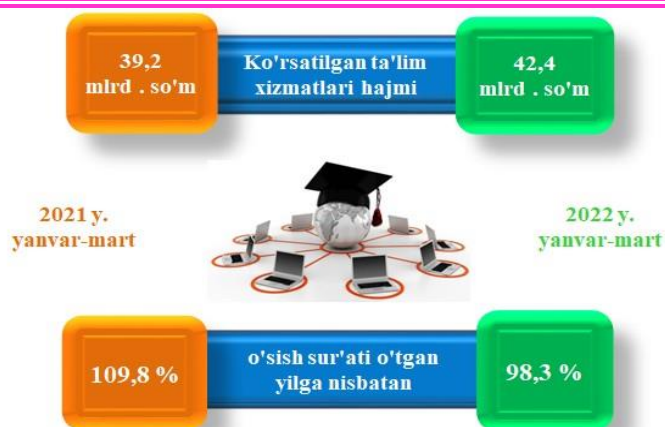 39,2
mlrd . so'm
Ko'rsatilgan ta'lim
xizmatlari hajmi
42,4
mlrd . so'm
2021 y.
yanvar-mart
2022 y.
yanvar-mart
109,8 %
o'sish sur'ati o'tgan
yilga nisbatan
98,3 %